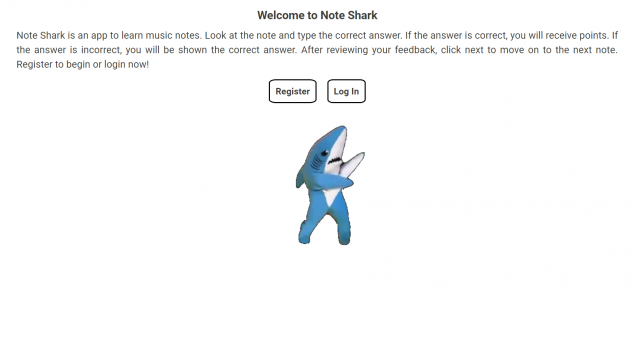 Welcome to Note Shark
Note Shark is an app to learn music notes. Look at the note and type the correct answer. If the answer is correct, you will receive points. If
the answer is incorrect, you will be shown the correct answer. After reviewing your feedback, click next to move on to the next note.
Register to begin or login now!
Register
Log In